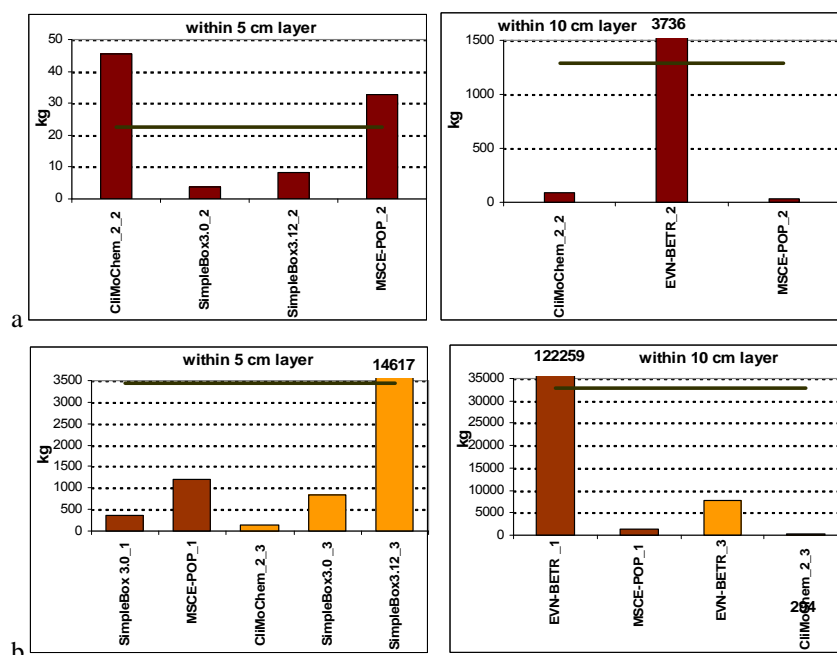 within 5 cm layer
kg
50
40
30
20
10
0
CliMoChem_2_2
SimpleBox3.0_2
SimpleBox3.12_2
MSCE-POP_2
within 10 cm layer
3736
kg
1500
1000
500
0
CliMoChem_2_2
EVN-BETR_2
MSCE-POP_2
a
within 5 cm layer
14617
kg
3500
3000
2500
2000
1500
1000
500
0
SimpleBox 3.0_1
MSCE-POP_1
CliMoChem_2_3
SimpleBox3.0_3
SimpleBox3.12_3
122259
within 10 cm layer
kg
35000
30000
25000
20000
15000
10000
5000
0
EVN-BETR _1
MSCE-POP_1
EVN-BETR_3
CliMoChem_2_3
204
b